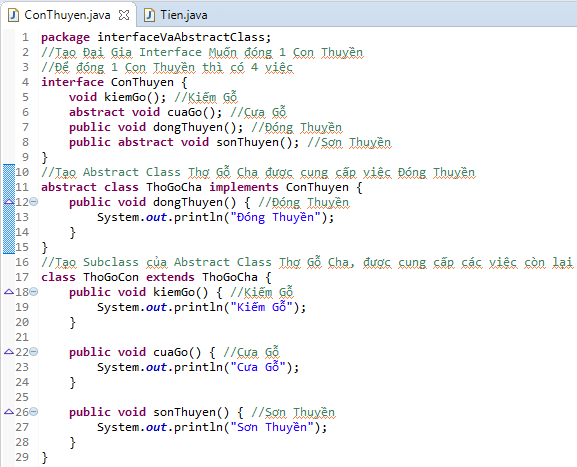 ConThuyen.java Tien.java
1 package interfaceVaAbstractClass;
2 //Tạo Đại Gia Interface Muốn đóng 1 Con Thuyền
3 //Để đóng 1 Con Thuyền thì có 4 việc
4 interface ConThuyen {
5 void kiemGo(); //Kiếm Gỗ
6 abstract void cuaGo(); //Cưa Gỗ
7 public void dongThuyen(); //Đóng Thuyền
8 public abstract void sonThuyen(); //Sơn Thuyền
9 }
10 //Tạo Abstract Class Thợ Gỗ Cha được cung cấp việc Đóng Thuyền
11 abstract class ThoGoCha implements ConThuyen {
12 public void dongThuyen() { //Đóng Thuyền
13 System.out.println("Đóng Thuyền");
14 }
15 }
16 //Tạo Subclass của Abstract Class Thợ Gỗ Cha, được cung cấp các việc còn lại
17 class ThoGoCon extends ThoGoCha {
18 public void kiemGo() { //Kiếm Gỗ
19 System.out.println("Kiếm Gỗ");
20 }
21
22 public void cuaGo() { //Cưa Gỗ
23 System.out.println("Cưa Gỗ");
24 }
25
26 public void sonThuyen() { //Sơn Thuyền
27 System.out.println("Sơn Thuyền");
28 }
29 }